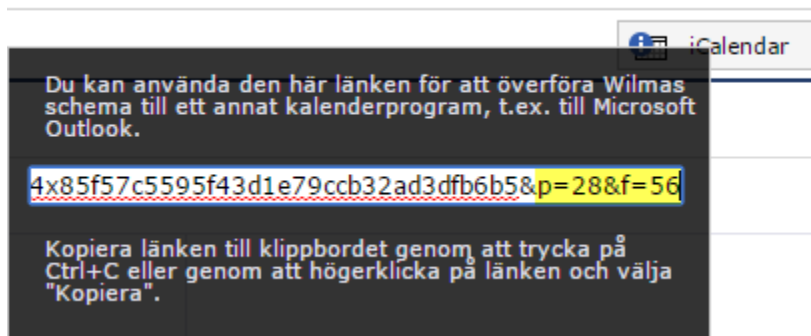 iCalendar
Du kan använda den här länken för att överföra Wilmas
schema till ett annat kalenderprogram, t.ex. till Microsoft
Outlook.
4x85f57c5595f43d1e79ccb32ad3dfb6b5&p=28&f=56
Kopiera länken till klippbordet genom att trycka på
Ctrl+C eller genom att högerklicka på länken och välja
"Kopiera".